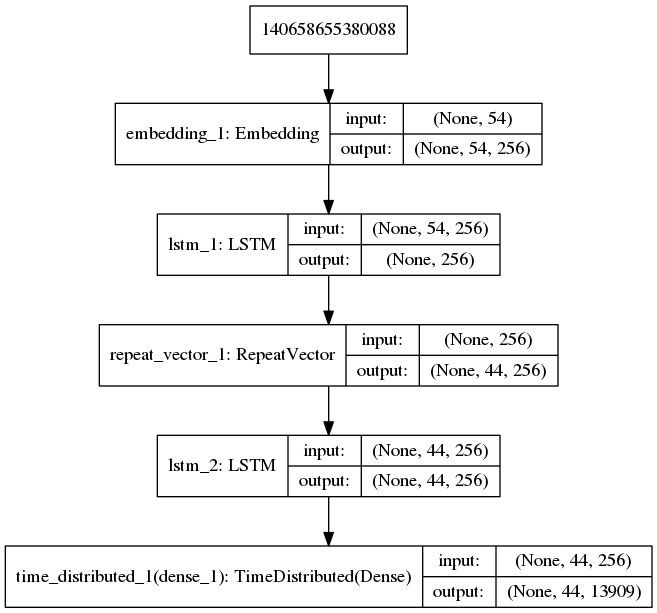 140658655380088
embedding_1: Embedding
input: (None, 54)
output: (None, 54, 256)
lstm_1: LSTM
input: (None, 54, 256)
output: (None, 256)
repeat_vector_1: RepeatVector
input: (None, 256)
output: (None, 44, 256)
lstm_2: LSTM
input: (None, 44, 256)
output: (None, 44, 256)
time_distributed_1(dense_1): TimeDistributed(Dense)
input: (None, 44, 256)
output: (None, 44, 13909)